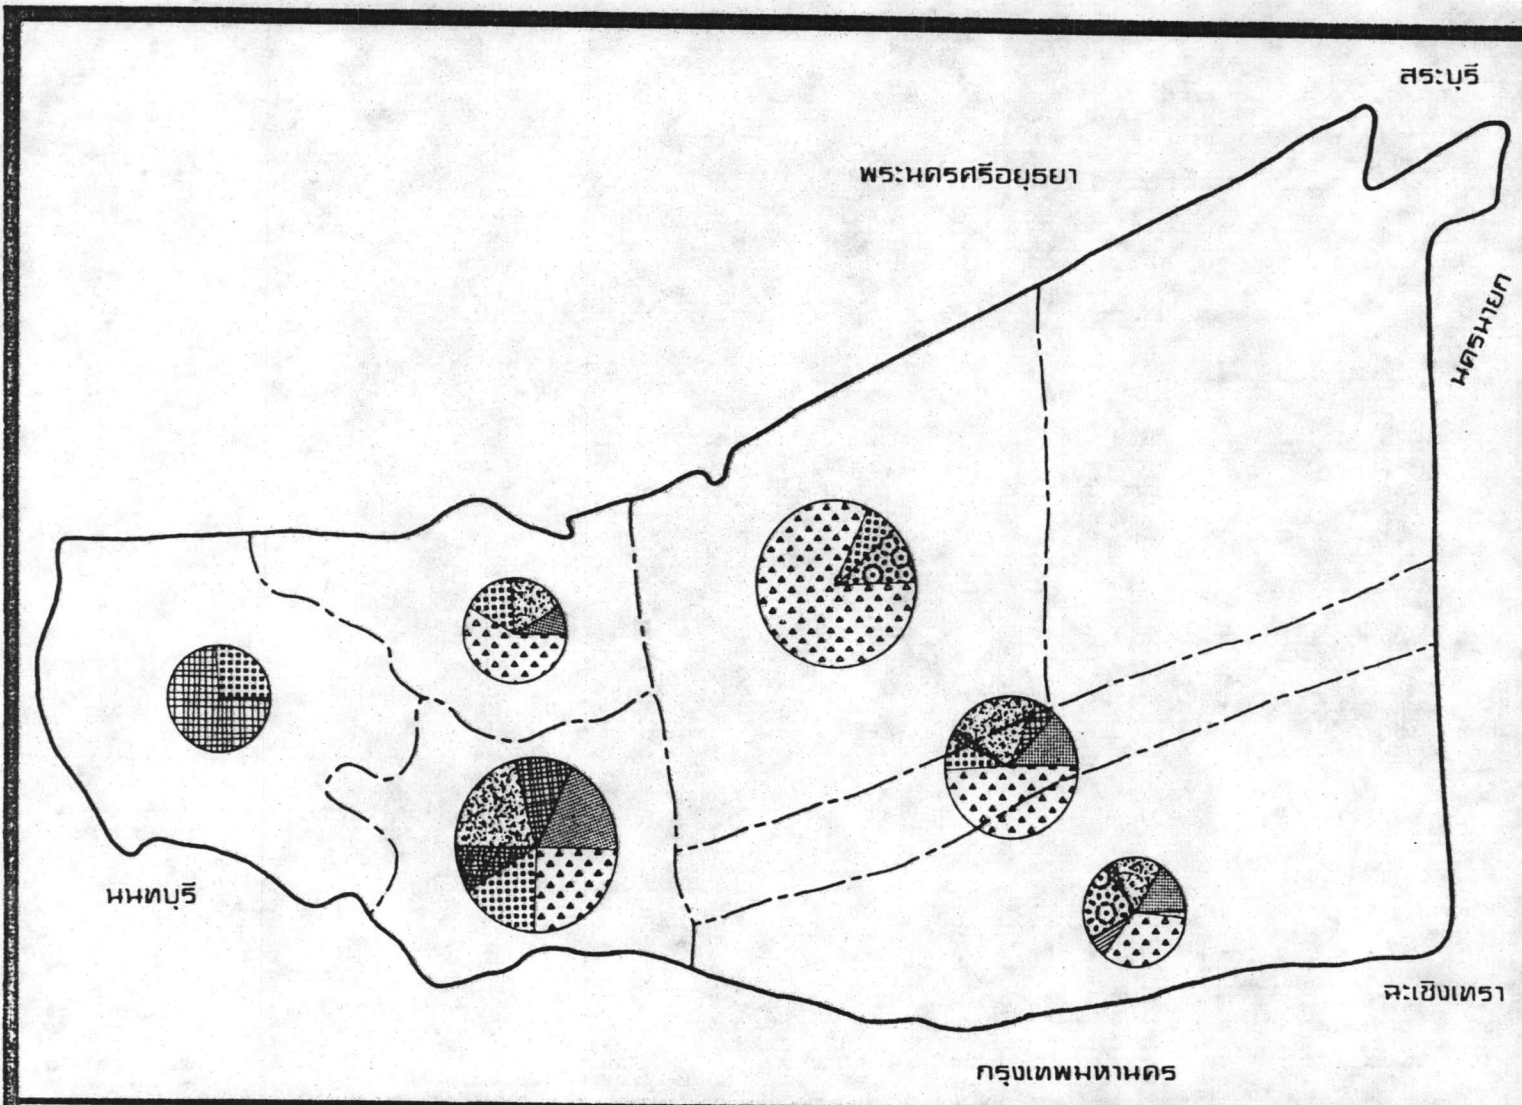 สระบุรี
พระนครศรีอยุธยา
นครนายก
นนทบุรี
ฉะเชิงเทรา
กรุงเทพมหานคร